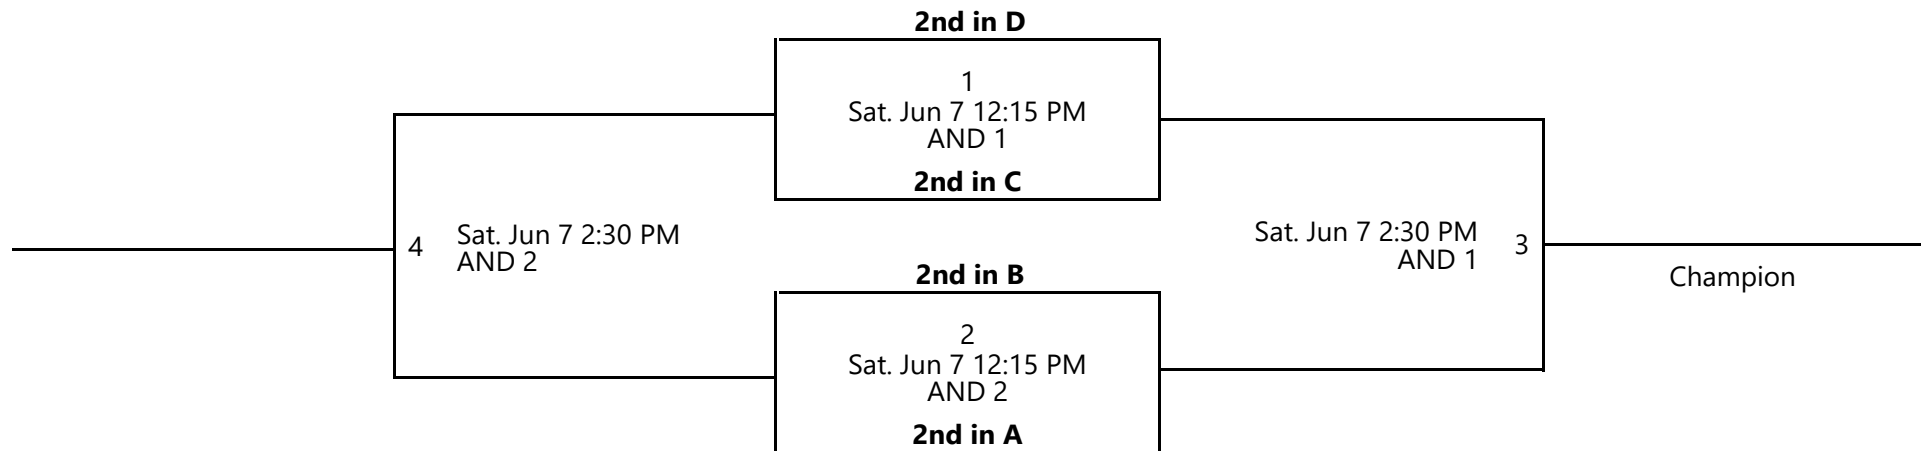 2nd in D
1
Sat. Jun 7 12:15 PM
AND 1
2nd in C
4
Sat. Jun 7 2:30 PM
AND 2
Sat. Jun 7 2:30 PM
AND 1
3
Champion
2nd in B
2
Sat. Jun 7 12:15 PM
AND 2
2nd in A